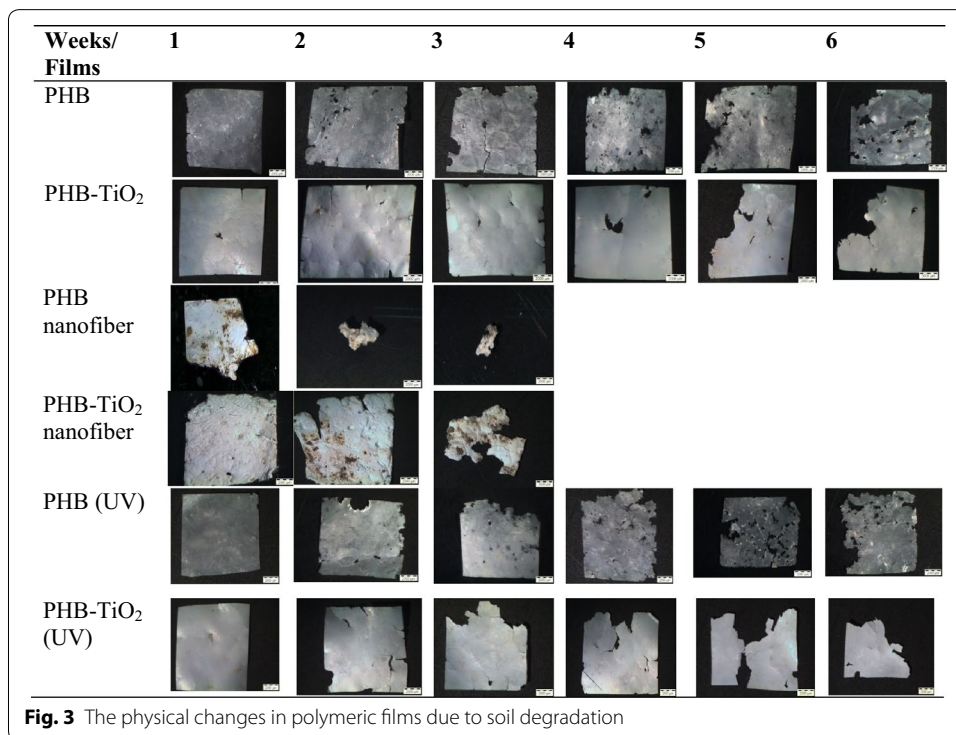 Weeks/ 1 2 3 4 5 6
Films
PHB
PHB-TiO₂
PHB
nanofiber
PHB-TiO₂
nanofiber
PHB (UV)
PHB-TiO₂
(UV)
Fig. 3 The physical changes in polymeric films due to soil degradation